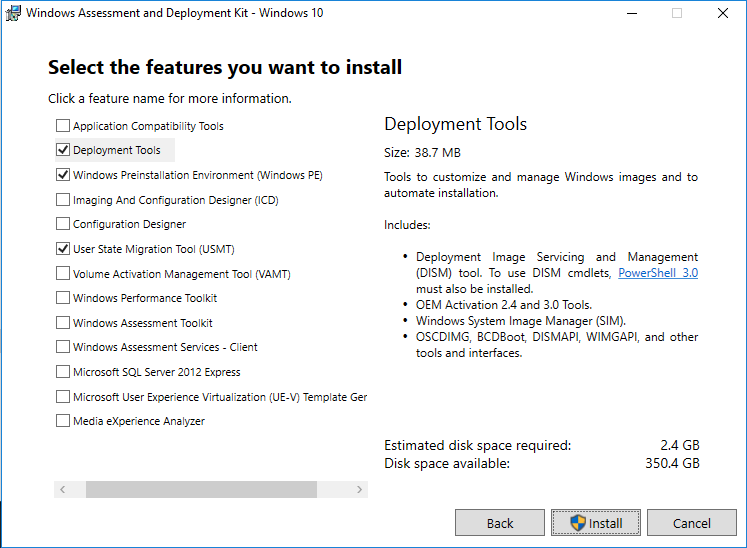 Windows Assessment and Deployment Kit - Windows 10
Select the features you want to install
Click a feature name for more information.
Application Compatibility Tools
Deployment Tools
Windows Preinstallation Environment (Windows PE)
Imaging And Configuration Designer (ICD)
Configuration Designer
User State Migration Tool (USMT)
Volume Activation Management Tool (VAMT)
Windows Performance Toolkit
Windows Assessment Toolkit
Windows Assessment Services - Client
Microsoft SQL Server 2012 Express
Microsoft User Experience Virtualization (UE-V) Template Ger
Media eXperience Analyzer
Deployment Tools
Size: 38.7 MB
Tools to customize and manage Windows images and to
automate installation.
Includes:
• Deployment Image Servicing and Management
(DISM) tool. To use DISM cmdlets, PowerShell 3.0
must also be installed.
• OEM Activation 2.4 and 3.0 Tools.
• Windows System Image Manager (SIM).
• OSCDIMG, BCDBoot, DISMAPI, WIMGAPI, and other
tools and interfaces.
Estimated disk space required: 2.4 GB
Disk space available: 350.4 GB
Back
Install
Cancel